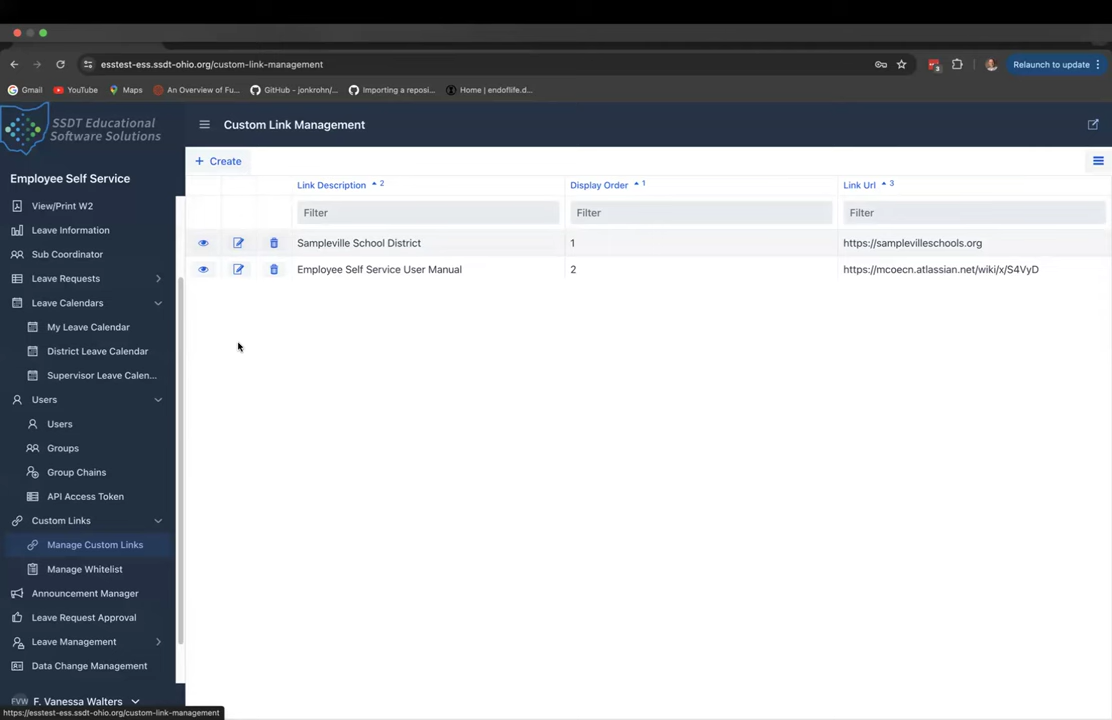 esstest-ess.ssdt-ohio.org/custom-link-management
3
Relaunch to update
Gmail
YouTube
Maps
An Overview of Fu...
GitHub - jonkrohn/...
Importing a reposi...
Home | endoflife.d...
SSDT Educational
Software Solutions
Custom Link Management
Employee Self Service
View/Print W2
Leave Information
Sub Coordinator
Leave Requests
Leave Calendars
My Leave Calendar
District Leave Calendar
Supervisor Leave Calen...
Users
Users
Groups
Group Chains
API Access Token
Custom Links
Manage Custom Links
Manage Whitelist
Announcement Manager
Leave Request Approval
Leave Management
Data Change Management
EVW F. Vanessa Walters
+ Create
Link Description 2 Display Order 1 Link Url 3
Filter Filter Filter
Sampleville School District 1 https://samplevilleschools.org
Employee Self Service User Manual 2 https://mcoecn.atlassian.net/wiki/x/S4VyD
https://esstest-ess.ssdt-ohio.org/custom-link-management